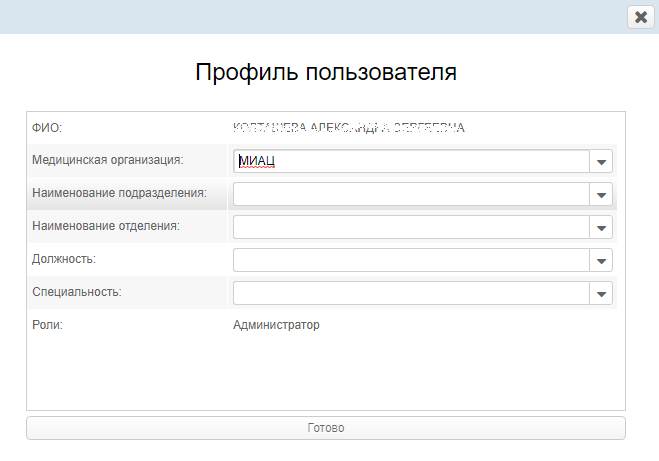 Профиль пользователя
ФИО:
Медицинская организация: МИАЦ
Наименование подразделения:
Наименование отделения:
Должность:
Специальность:
Роли: Администратор
Готово